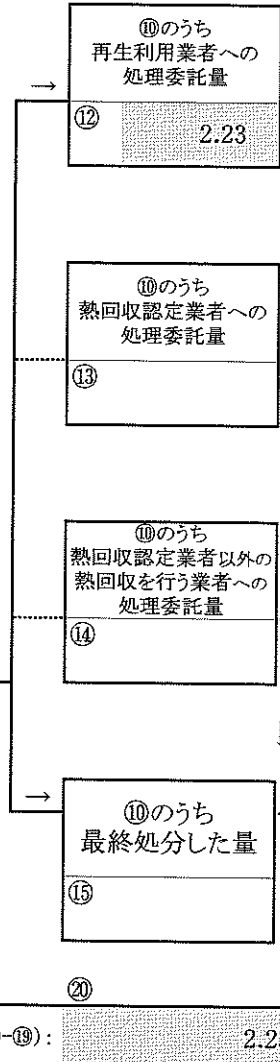 ⑩のうち
再生利用業者への
処理委託量
→
⑫
2.23
⑩のうち
熱回収認定業者への
処理委託量
⑬
⑩のうち
熱回収認定業者以外の
熱回収を行う業者への
処理委託量
⑭
→
⑩のうち
最終処分した量
⑮
⑳
-⑲):
2.2